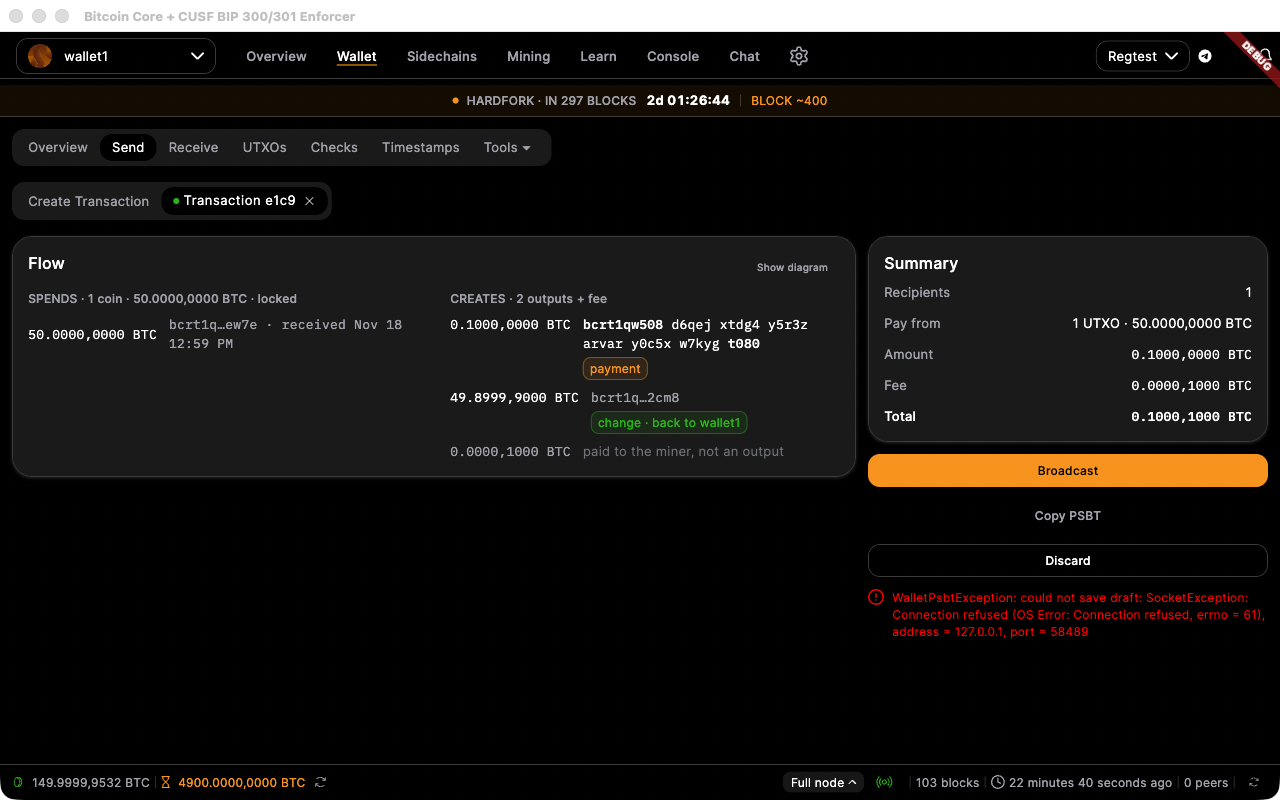 Bitcoin Core + CUSF BIP 300/301 Enforcer
wallet1
Overview
Wallet
Sidechains
Mining
Learn
Console
Chat
Regtest
DEBUG
HARDFORK · IN 297 BLOCKS 2d 01:26:44 BLOCK ~400
Overview
Send
Receive
UTXOs
Checks
Timestamps
Tools
Create Transaction
Transaction e1c9
Flow
Show diagram
SPENDS · 1 coin · 50.0000,0000 BTC · locked
50.0000,0000 BTC
bcrt1q…ew7e · received Nov 18
12:59 PM
CREATES · 2 outputs + fee
0.1000,0000 BTC
bcrt1qw508 d6qej xtdg4 y5r3z
arvar y0c5x w7kyg t080
payment
49.8999,9000 BTC
bcrt1q…2cm8
change · back to wallet1
0.0000,1000 BTC
paid to the miner, not an output
Summary
Recipients 1
Pay from 1 UTXO · 50.0000,0000 BTC
Amount 0.1000,0000 BTC
Fee 0.0000,1000 BTC
Total 0.1000,1000 BTC
Broadcast
Copy PSBT
Discard
WalletPsbtException: could not save draft: SocketException:
Connection refused (OS Error: Connection refused, errno = 61),
address = 127.0.0.1, port = 58489
149.9999,9532 BTC
4900.0000,0000 BTC
Full node
103 blocks
22 minutes 40 seconds ago
0 peers